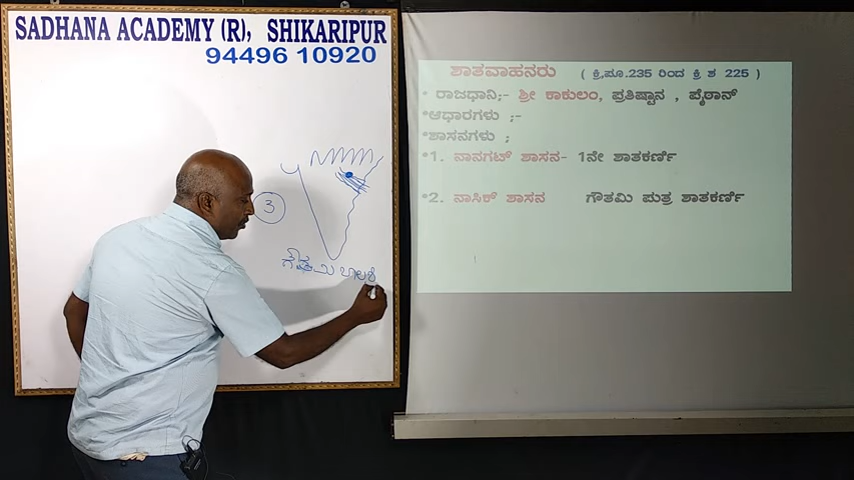 SADHANA ACADEMY (R), SHIKARIPUR
94496 10920
3
ಗೌತಮಿ ಬಾಲಶ್ರೀ
ಶಾತವಾಹನರು ( ಕ್ರಿ.ಪೂ.235 ರಿಂದ ಕ್ರಿ ಶ 225 )
• ರಾಜಧಾನಿ;- ಶ್ರೀ ಕಾಕುಲಂ, ಪ್ರತಿಷ್ಟಾನ , ಪೈಠಾನ್
•ಆಧಾರಗಳು ;-
•ಶಾಸನಗಳು ;
•1. ನಾನಗಟ್ ಶಾಸನ- 1ನೇ ಶಾತಕರ್ಣಿ
•2. ನಾಸಿಕ್ ಶಾಸನ ಗೌತಮಿ ಪುತ್ರ ಶಾತಕರ್ಣಿ